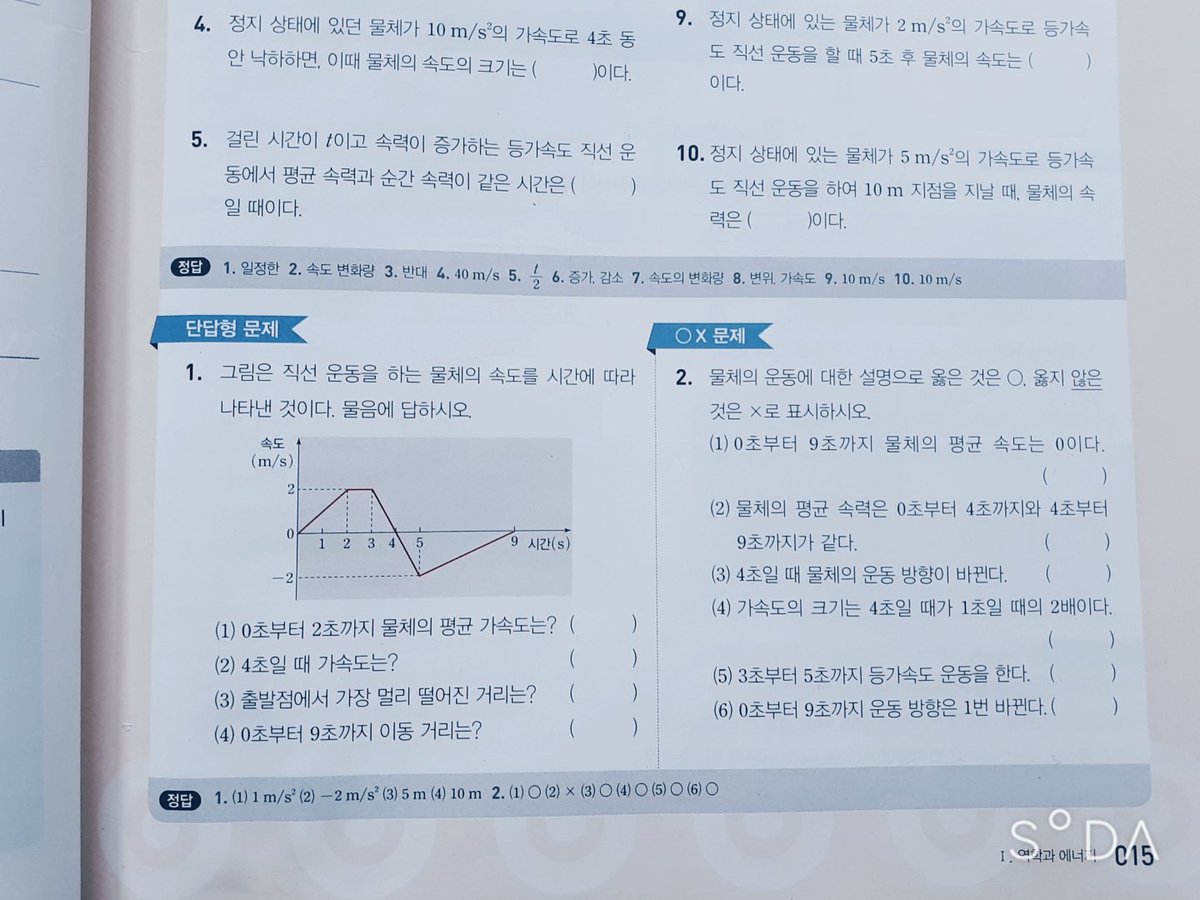 4. 정지 상태에 있던 물체가 10 m/s²의 가속도로 4초 동
안 낙하하면, 이때 물체의 속도의 크기는 (        )이다.
5. 걸린 시간이 t이고 속력이 증가하는 등가속도 직선 운
동에서 평균 속력과 순간 속력이 같은 시간은 (        )
일 때이다.
9. 정지 상태에 있는 물체가 2 m/s²의 가속도로 등가속
도 직선 운동을 할 때 5초 후 물체의 속도는 (        )
이다.
10. 정지 상태에 있는 물체가 5 m/s²의 가속도로 등가속
도 직선 운동을 하여 10 m 지점을 지날 때, 물체의 속
력은 (        )이다.
정답 1. 일정한 2. 속도 변화량 3. 반대 4. 40 m/s 5. t/2 6. 증가, 감소 7. 속도의 변화량 8. 변위, 가속도 9. 10 m/s 10. 10 m/s
단답형 문제
1. 그림은 직선 운동을 하는 물체의 속도를 시간에 따라
나타낸 것이다. 물음에 답하시오.
속도
(m/s)
2
0 1 2 3 4 5 9 시간(s)
-2
(1) 0초부터 2초까지 물체의 평균 가속도는? (        )
(2) 4초일 때 가속도는? (        )
(3) 출발점에서 가장 멀리 떨어진 거리는? (        )
(4) 0초부터 9초까지 이동 거리는? (        )
○X 문제
2. 물체의 운동에 대한 설명으로 옳은 것은 ○, 옳지 않은
것은 ×로 표시하시오.
(1) 0초부터 9초까지 물체의 평균 속도는 0이다.
(        )
(2) 물체의 평균 속력은 0초부터 4초까지와 4초부터
9초까지가 같다. (        )
(3) 4초일 때 물체의 운동 방향이 바뀐다. (        )
(4) 가속도의 크기는 4초일 때가 1초일 때의 2배이다.
(        )
(5) 3초부터 5초까지 등가속도 운동을 한다. (        )
(6) 0초부터 9초까지 운동 방향은 1번 바뀐다. (        )
정답 1. (1) 1 m/s² (2) -2 m/s² (3) 5 m (4) 10 m 2. (1) ○ (2) × (3) ○ (4) ○ (5) ○ (6) ○
SODA
I. 역학과 에너지 015